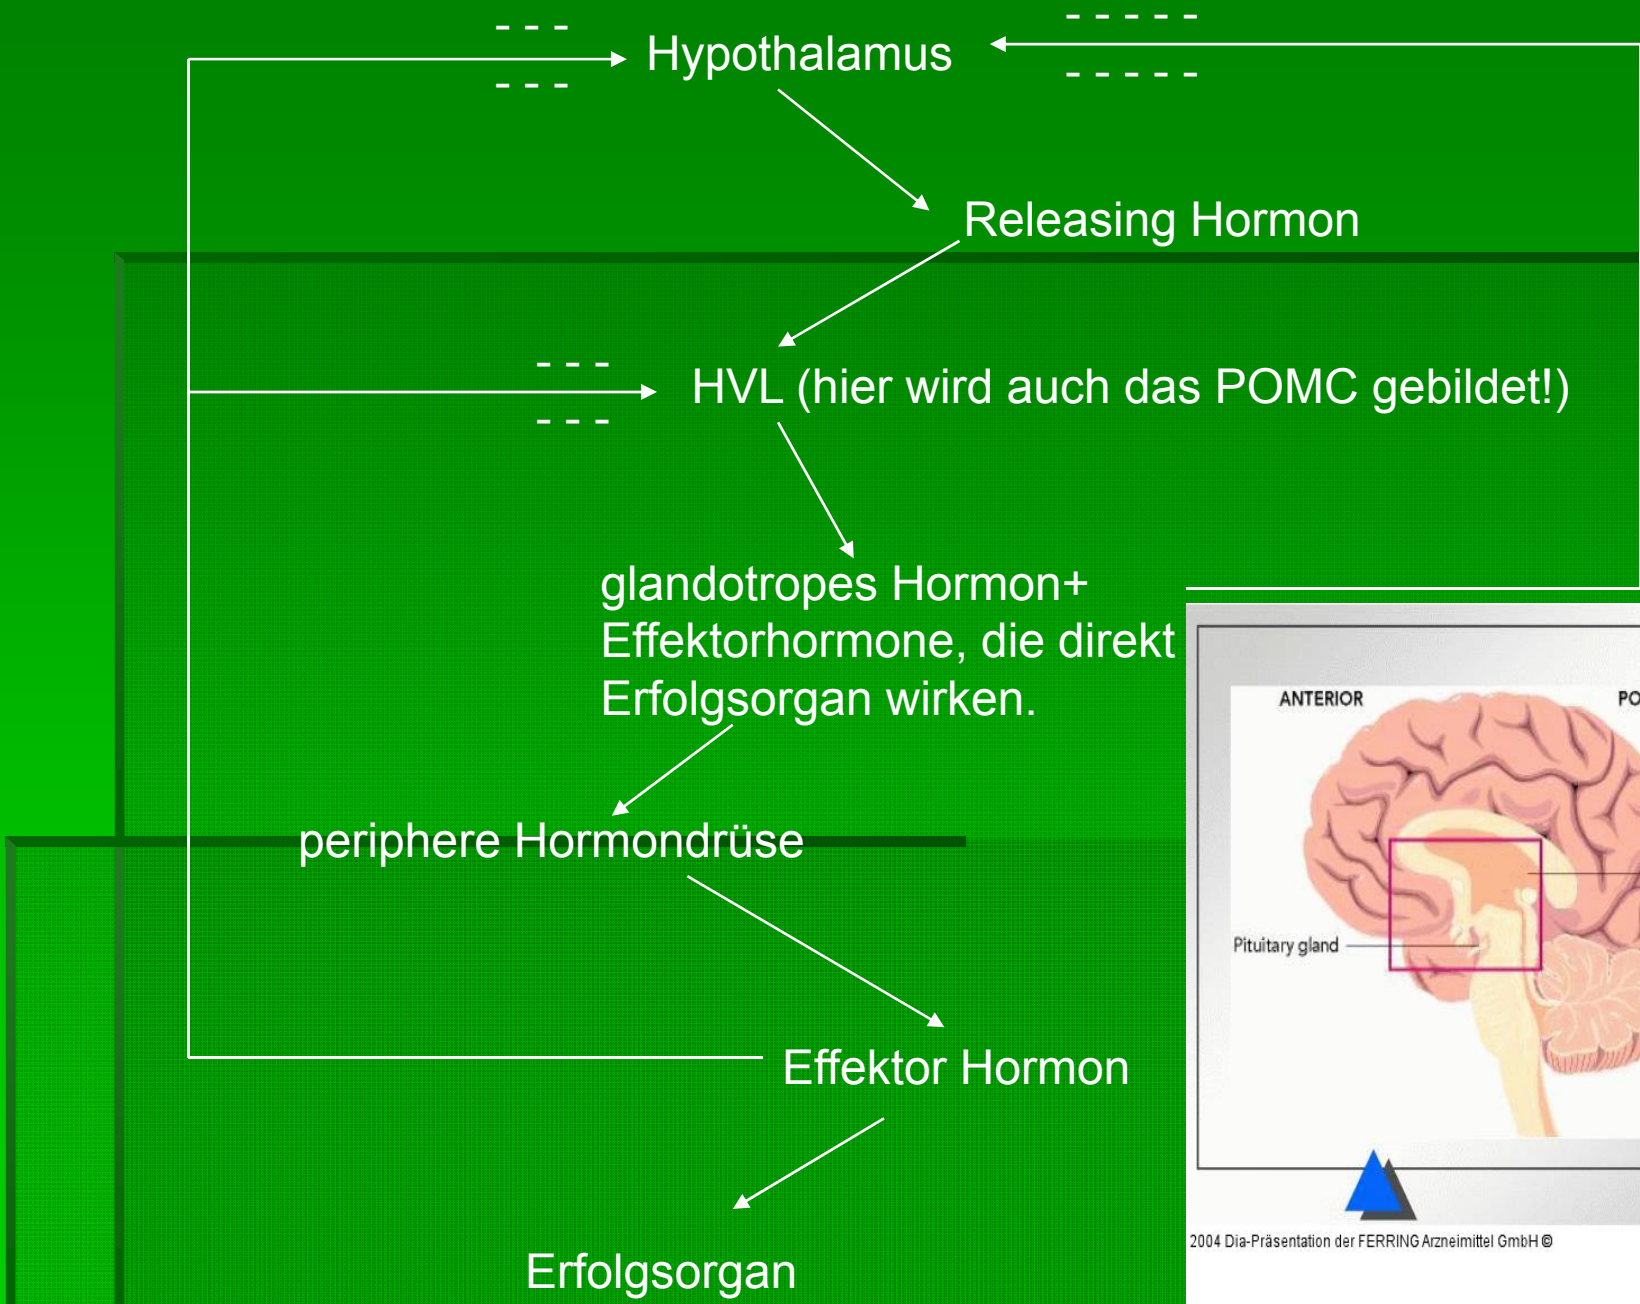 - - -
- - - - -
Hypothalamus
- - -
- - - - -
Releasing Hormon
- - -
HVL (hier wird auch das POMC gebildet!)
- - -
glandotropes Hormon+
Effektorhormone, die direkt
Erfolgsorgan wirken.
ANTERIOR
PO
periphere Hormondrüse
Pituitary gland
Effektor Hormon
2004 Dia-Präsentation der FERRING Arzneimittel GmbH ©
Erfolgsorgan